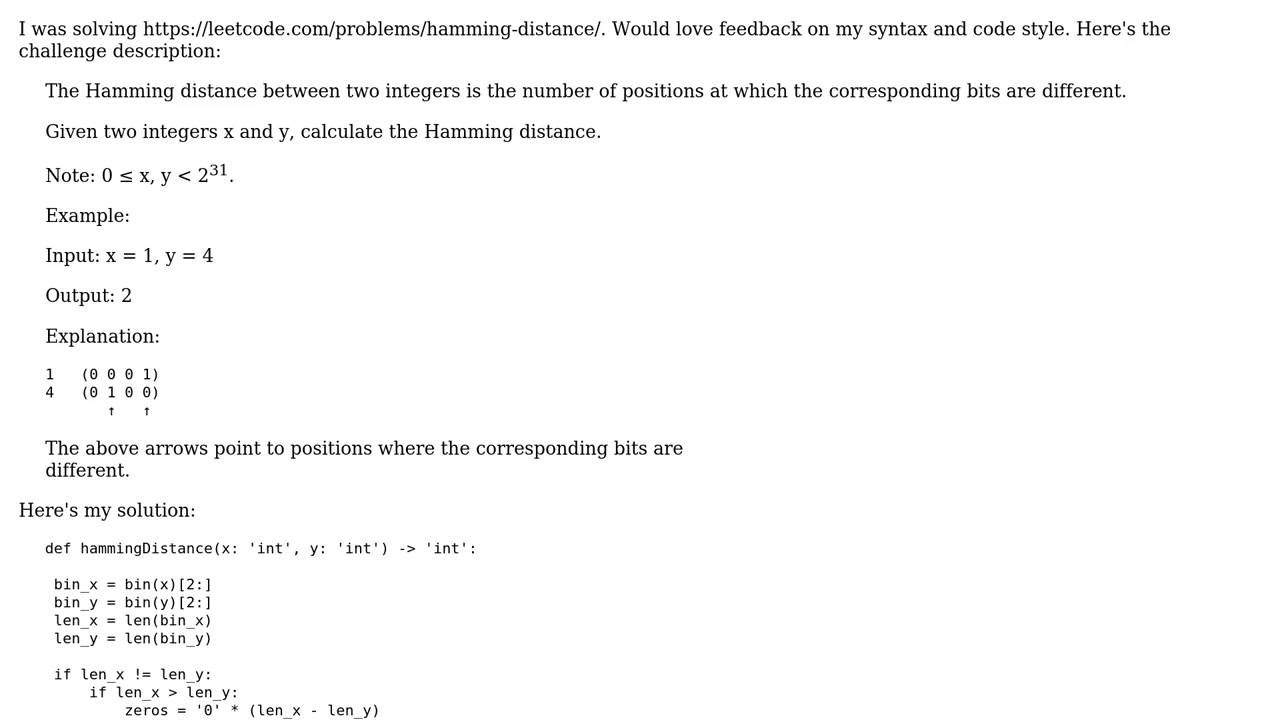 I was solving https://leetcode.com/problems/hamming-distance/. Would love feedback on my syntax and code style. Here's the
challenge description:
The Hamming distance between two integers is the number of positions at which the corresponding bits are different.
Given two integers x and y, calculate the Hamming distance.
Note: 0 ≤ x, y < 2³¹.
Example:
Input: x = 1, y = 4
Output: 2
Explanation:
1   (0 0 0 1)
4   (0 1 0 0)
       ↑   ↑
The above arrows point to positions where the corresponding bits are
different.
Here's my solution:
def hammingDistance(x: 'int', y: 'int') -> 'int':
 bin_x = bin(x)[2:]
 bin_y = bin(y)[2:]
 len_x = len(bin_x)
 len_y = len(bin_y)
 if len_x != len_y:
     if len_x > len_y:
         zeros = '0' * (len_x - len_y)